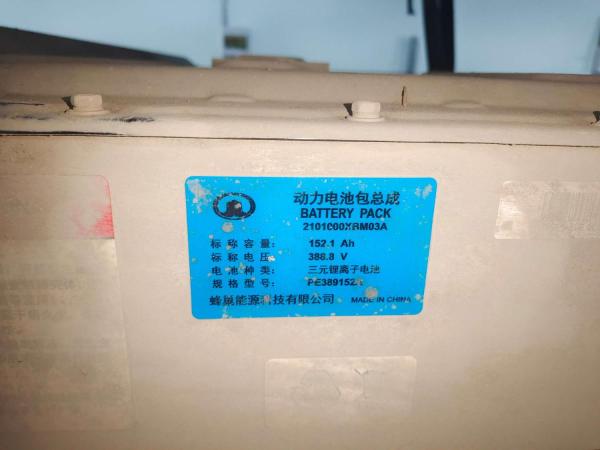 动力电池包总成
BATTERY PACK
2101000XRM03A
标称容量: 152.1 Ah
标称电压: 388.8 V
电池种类: 三元锂离子电池
规格型号: PE389152A
蜂巢能源科技有限公司 MADE IN CHINA